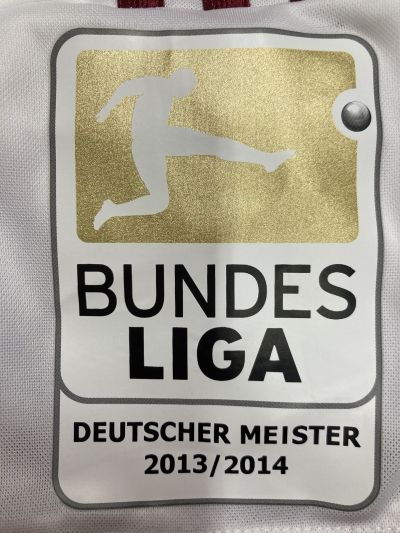 BUNDES
LIGA
DEUTSCHER MEISTER
2013/2014